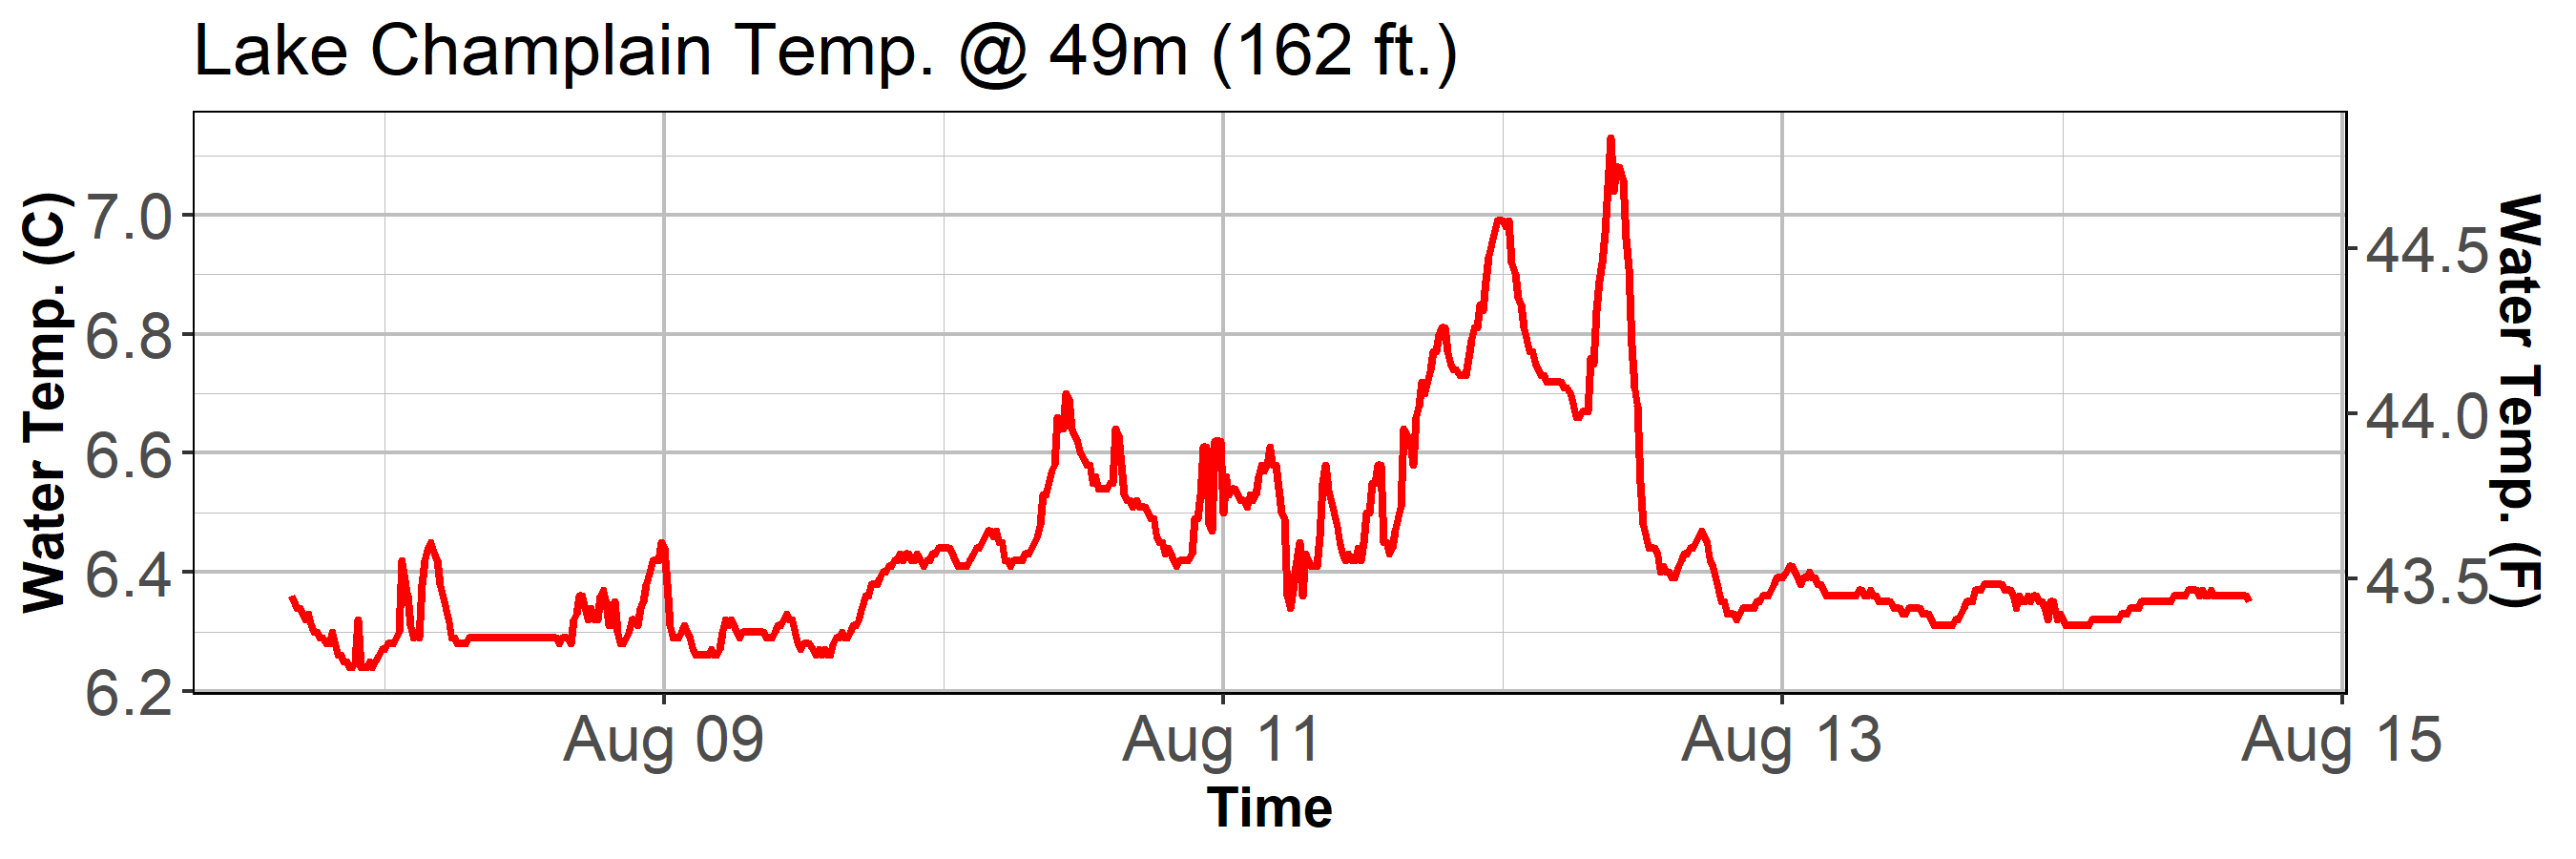 Lake Champlain Temp. @ 49m (162 ft.)
Water Temp. (C)
7.0
6.8
6.6
6.4
6.2
44.5
44.0
43.5
Water Temp. (F)
Aug 09 Aug 11 Aug 13 Aug 15
Time